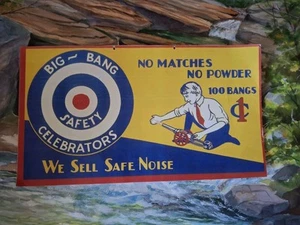 BIG-BANG
SAFETY
CELEBRATORS
NO MATCHES
NO POWDER
100 BANGS
1¢
WE SELL SAFE NOISE